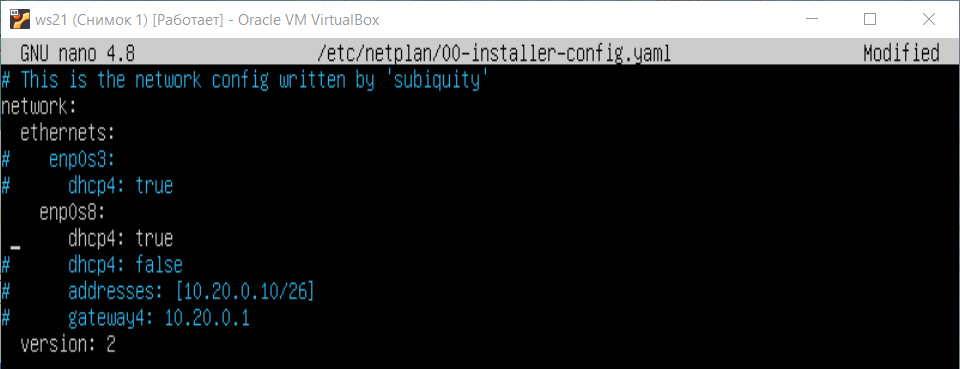 ws21 (Снимок 1) [Работает] - Oracle VM VirtualBox
GNU nano 4.8 /etc/netplan/00-installer-config.yaml Modified
# This is the network config written by 'subiquity'
network:
  ethernets:
#    enp0s3:
#      dhcp4: true
    enp0s8:
       dhcp4: true
#      dhcp4: false
#      addresses: [10.20.0.10/26]
#      gateway4: 10.20.0.1
  version: 2